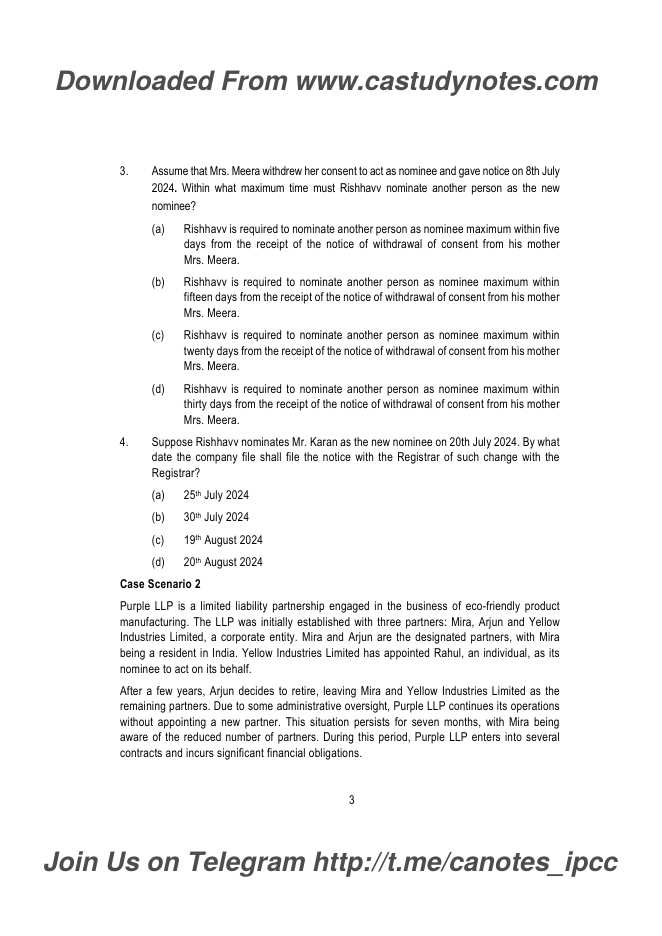 Downloaded From www.castudynotes.com
3. Assume that Mrs. Meera withdrew her consent to act as nominee and gave notice on 8th July
2024. Within what maximum time must Rishhavv nominate another person as the new
nominee?
(a) Rishhavv is required to nominate another person as nominee maximum within five
days from the receipt of the notice of withdrawal of consent from his mother
Mrs. Meera.
(b) Rishhavv is required to nominate another person as nominee maximum within
fifteen days from the receipt of the notice of withdrawal of consent from his mother
Mrs. Meera.
(c) Rishhavv is required to nominate another person as nominee maximum within
twenty days from the receipt of the notice of withdrawal of consent from his mother
Mrs. Meera.
(d) Rishhavv is required to nominate another person as nominee maximum within
thirty days from the receipt of the notice of withdrawal of consent from his mother
Mrs. Meera.
4. Suppose Rishhavv nominates Mr. Karan as the new nominee on 20th July 2024. By what
date the company file shall file the notice with the Registrar of such change with the
Registrar?
(a) 25th July 2024
(b) 30th July 2024
(c) 19th August 2024
(d) 20th August 2024
Case Scenario 2
Purple LLP is a limited liability partnership engaged in the business of eco-friendly product
manufacturing. The LLP was initially established with three partners: Mira, Arjun and Yellow
Industries Limited, a corporate entity. Mira and Arjun are the designated partners, with Mira
being a resident in India. Yellow Industries Limited has appointed Rahul, an individual, as its
nominee to act on its behalf.
After a few years, Arjun decides to retire, leaving Mira and Yellow Industries Limited as the
remaining partners. Due to some administrative oversight, Purple LLP continues its operations
without appointing a new partner. This situation persists for seven months, with Mira being
aware of the reduced number of partners. During this period, Purple LLP enters into several
contracts and incurs significant financial obligations.
3
Join Us on Telegram http://t.me/canotes_ipcc